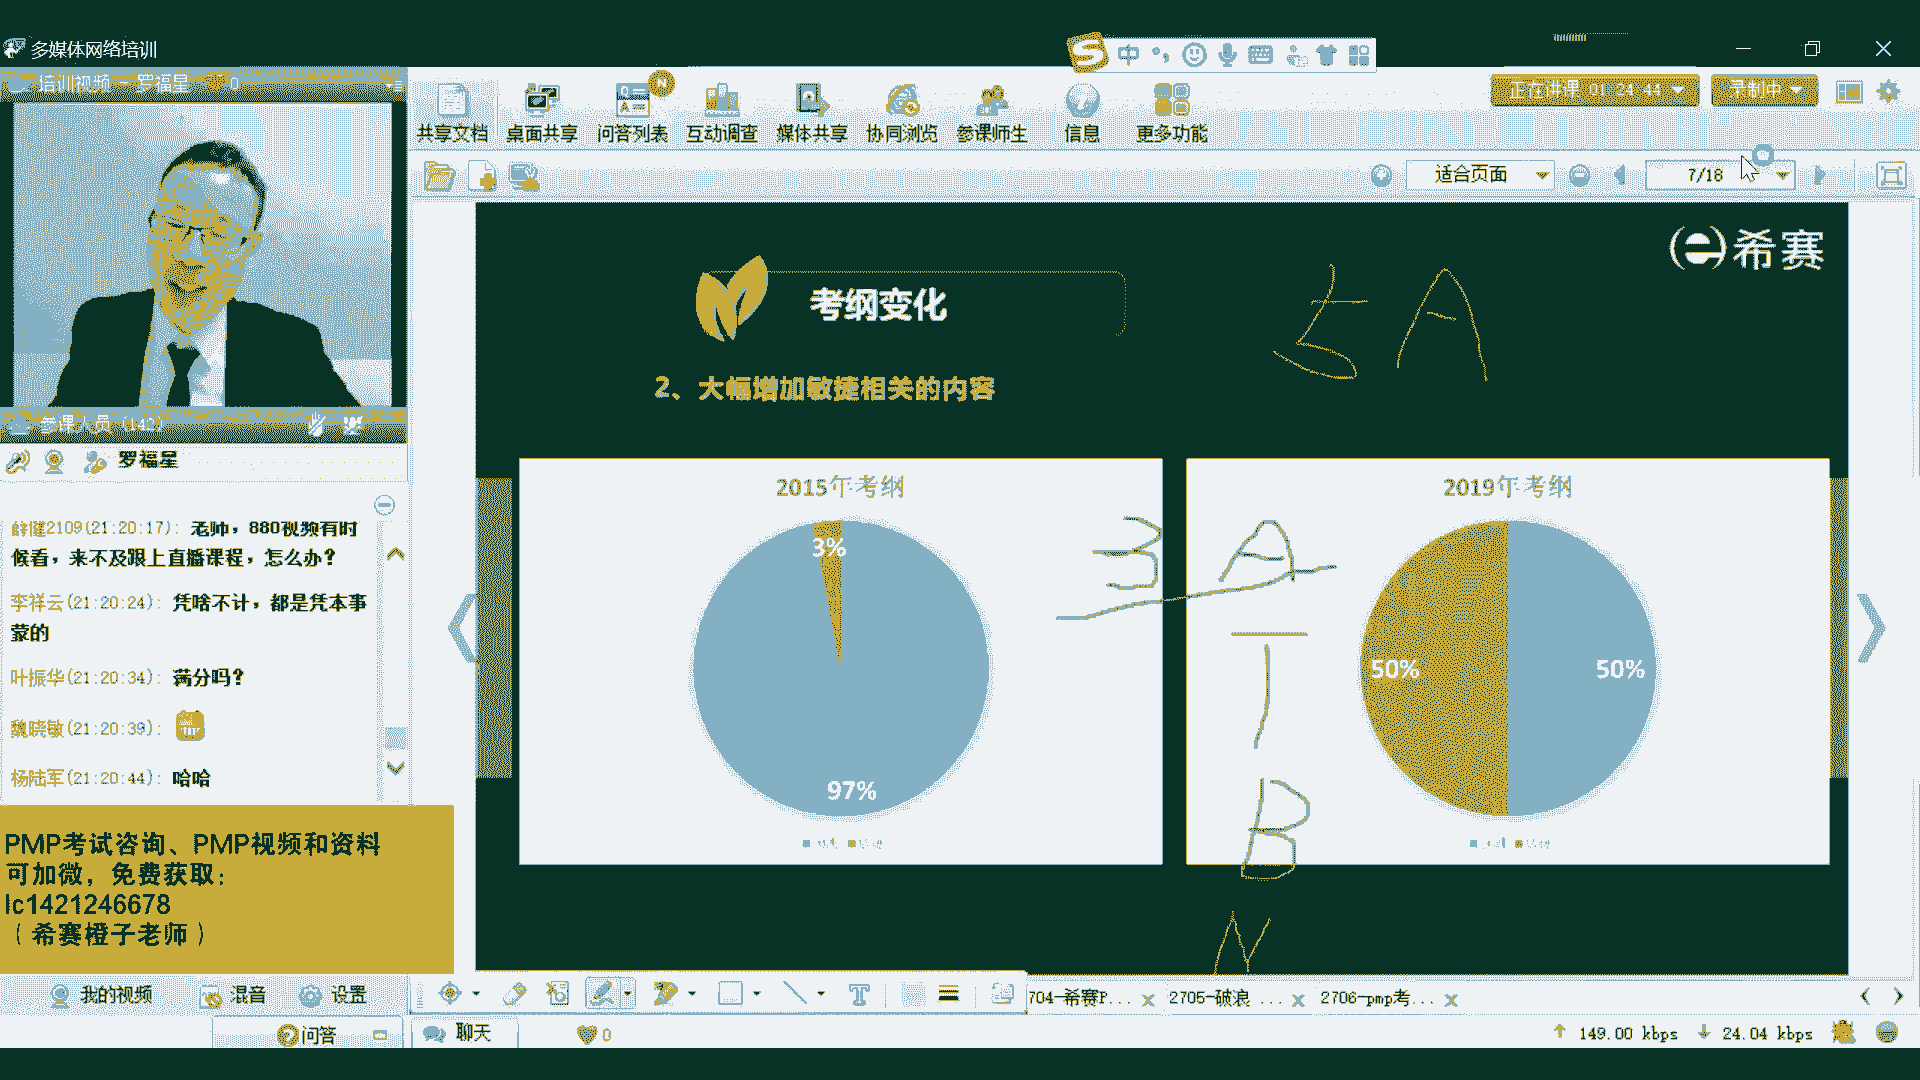 多媒体网络培训
培训视频 - 罗福星 0
正在讲课 01:24:44
录制中
共享文档
桌面共享
问答列表
互动调查
媒体共享
协同浏览
参课师生
信息
更多功能
适合页面
7/18
希赛
考纲变化
5A
2、大幅增加敏捷相关的内容
参课人员 (142)
罗福星
2015年考纲
3%
97%
2019年考纲
50%
50%
3A
T
B
N
薛健2109(21:20:17): 老师，880视频有时
候看，来不及跟上直播课程，怎么办？
李祥云(21:20:24): 凭啥不计，都是凭本事
蒙的
叶振华(21:20:34): 满分吗？
魏晓敏(21:20:39):
杨陆军(21:20:44): 哈哈
PMP考试咨询、PMP视频和资料
可加微，免费获取：
lc1421246678
（希赛橙子老师）
我的视频
混音
设置
704-希赛P...
2705-破浪 ...
2706-pmp考...
问答
聊天
0
149.00 kbps
24.04 kbps